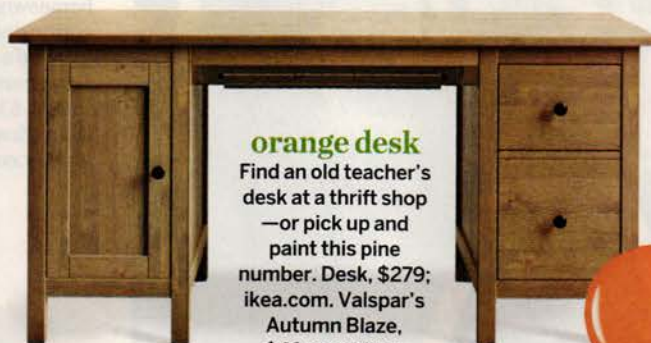 orange desk
Find an old teacher's
desk at a thrift shop
—or pick up and
paint this pine
number. Desk, $279;
ikea.com. Valspar's
Autumn Blaze,